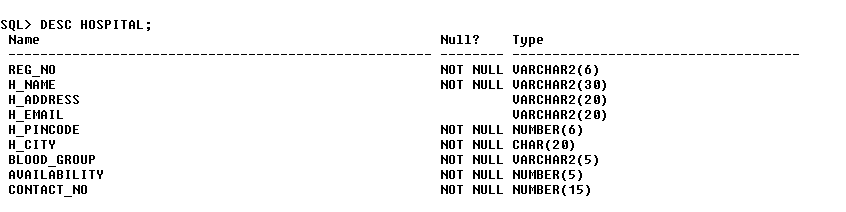 SQL> DESC HOSPITAL;
Name Null? Type
----------------------------------------------------- -------- ------------------------------------
REG_NO NOT NULL VARCHAR2(6)
H_NAME NOT NULL VARCHAR2(30)
H_ADDRESS VARCHAR2(20)
H_EMAIL VARCHAR2(20)
H_PINCODE NOT NULL NUMBER(6)
H_CITY NOT NULL CHAR(20)
BLOOD_GROUP NOT NULL VARCHAR2(5)
AVAILABILITY NOT NULL NUMBER(5)
CONTACT_NO NOT NULL NUMBER(15)